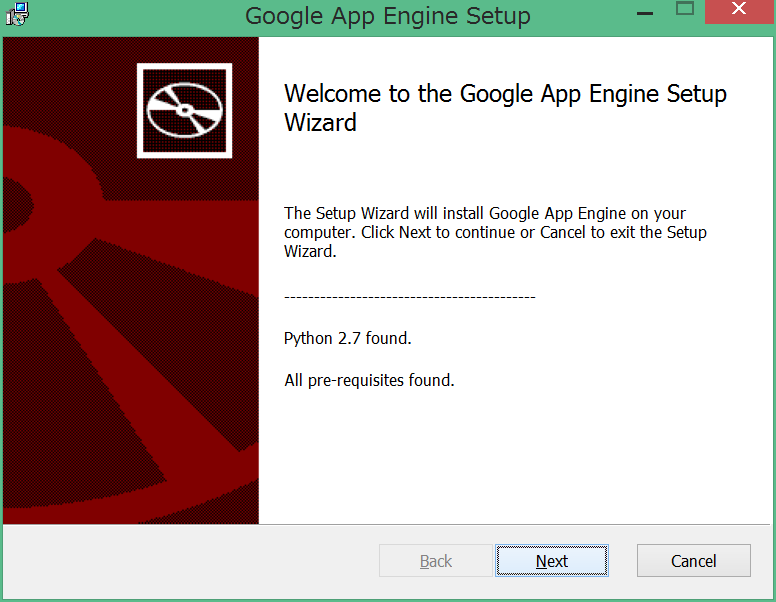 Google App Engine Setup
Welcome to the Google App Engine Setup
Wizard
The Setup Wizard will install Google App Engine on your
computer. Click Next to continue or Cancel to exit the Setup
Wizard.
------------------------------------------
Python 2.7 found.
All pre-requisites found.
Back
Next
Cancel